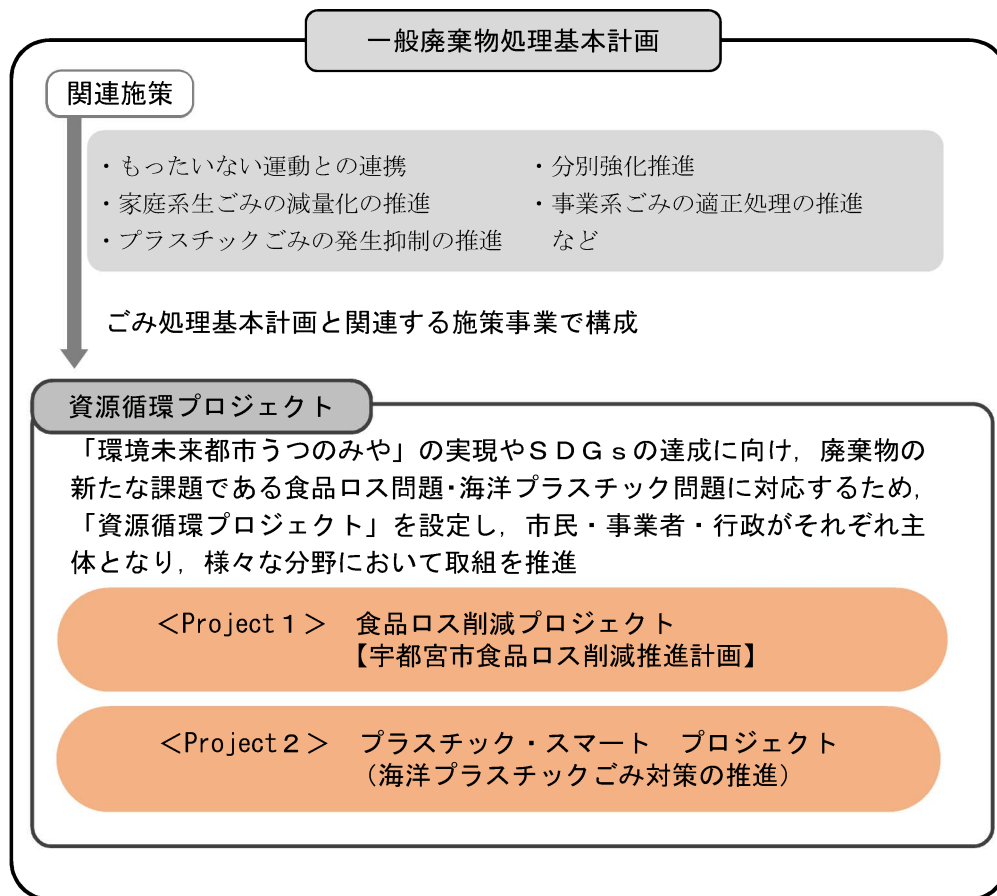 一般廃棄物処理基本計画
関連施策
・もったいない運動との連携
・家庭系生ごみの減量化の推進
・プラスチックごみの発生抑制の推進
・分別強化推進
・事業系ごみの適正処理の推進
など
ごみ処理基本計画と関連する施策事業で構成
資源循環プロジェクト
「環境未来都市うつのみや」の実現やＳＤＧｓの達成に向け，廃棄物の
新たな課題である食品ロス問題・海洋プラスチック問題に対応するため，
「資源循環プロジェクト」を設定し，市民・事業者・行政がそれぞれ主
体となり，様々な分野において取組を推進
＜Project１＞　食品ロス削減プロジェクト
【宇都宮市食品ロス削減推進計画】
＜Project２＞　プラスチック・スマート　プロジェクト
（海洋プラスチックごみ対策の推進）